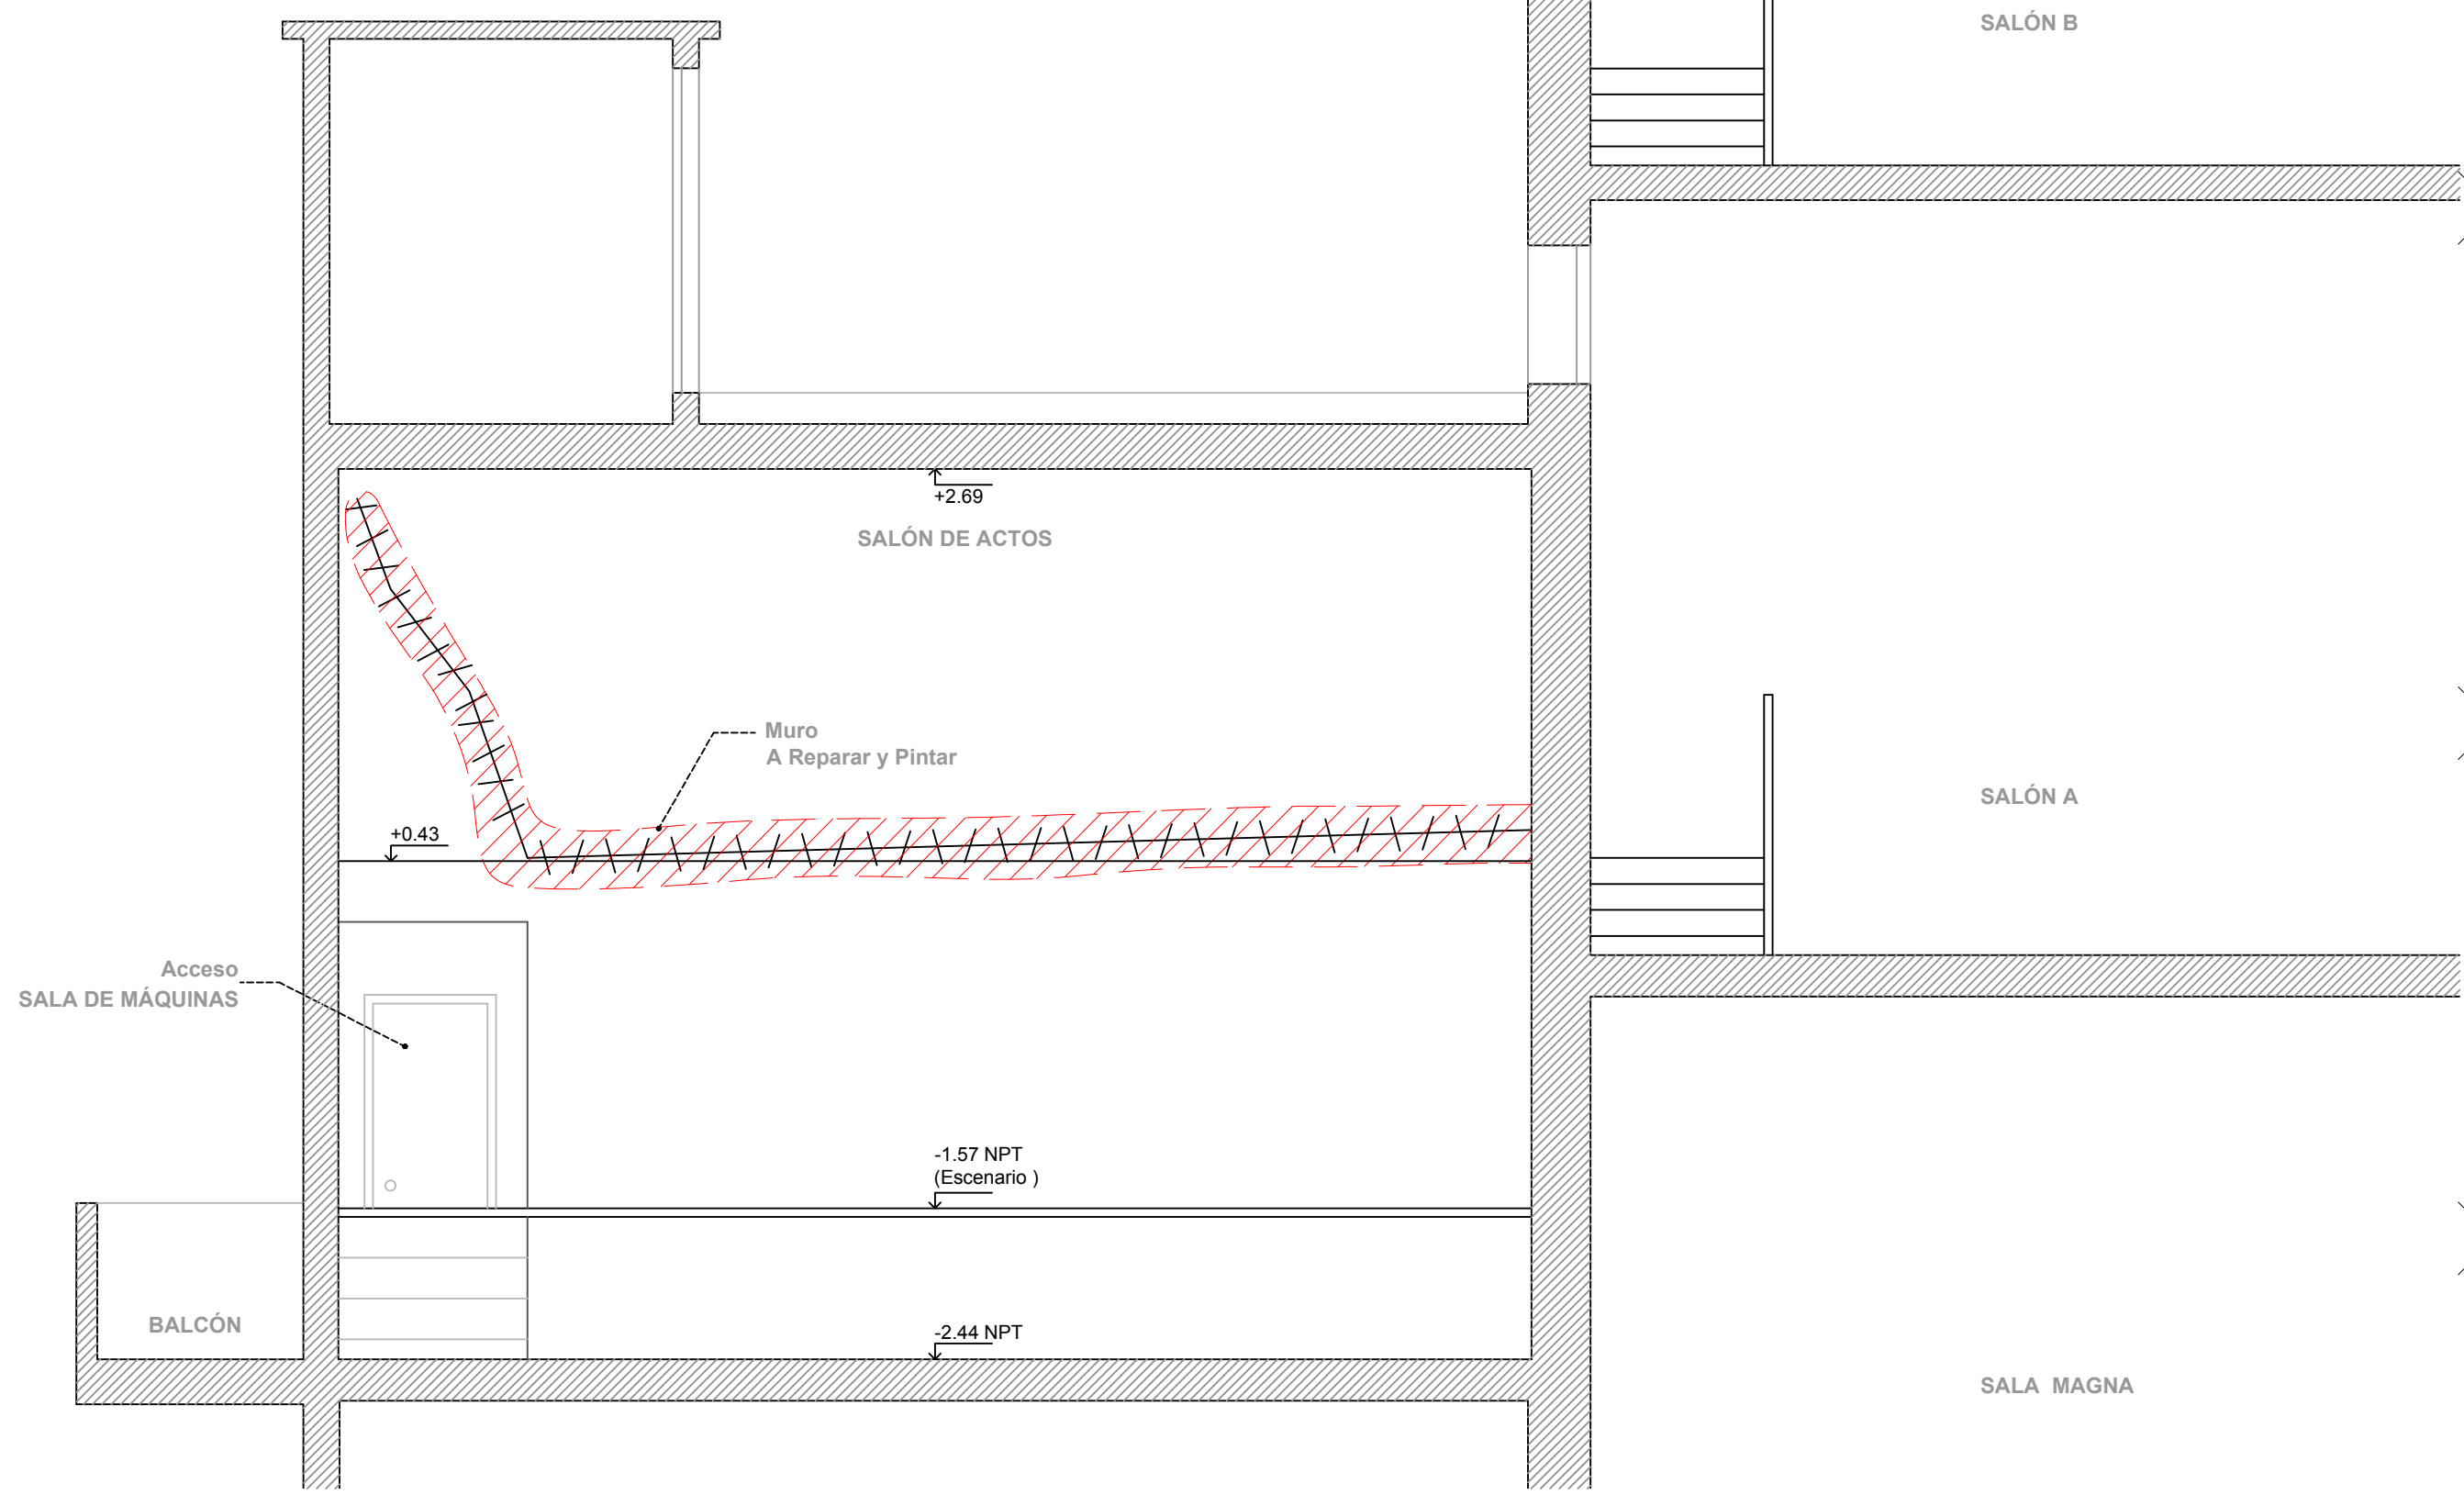 SALÓN B
+2.69
SALÓN DE ACTOS
Muro
A Reparar y Pintar
SALÓN A
+0.43
Acceso
SALA DE MÁQUINAS
-1.57 NPT
(Escenario )
BALCÓN
-2.44 NPT
SALA  MAGNA